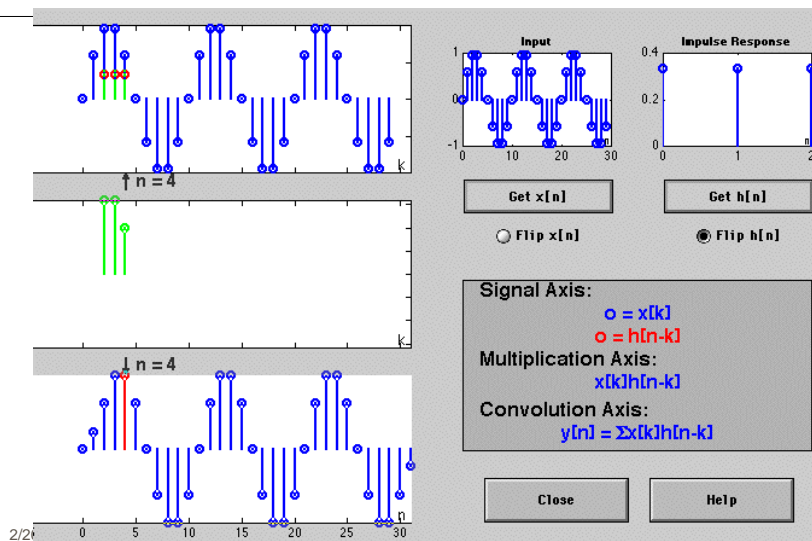 k
n = 4
k
n = 4
n
0 5 10 15 20 25 30
Input
1
0
-1
n
0 10 20 30
Impulse Response
0.4
0.2
0
n
0 1 2
Get x[n]
Get h[n]
Flip x[n]
Flip h[n]
Signal Axis:
o = x[k]
o = h[n-k]
Multiplication Axis:
x[k]h[n-k]
Convolution Axis:
y[n] = Σx[k]h[n-k]
Close
Help